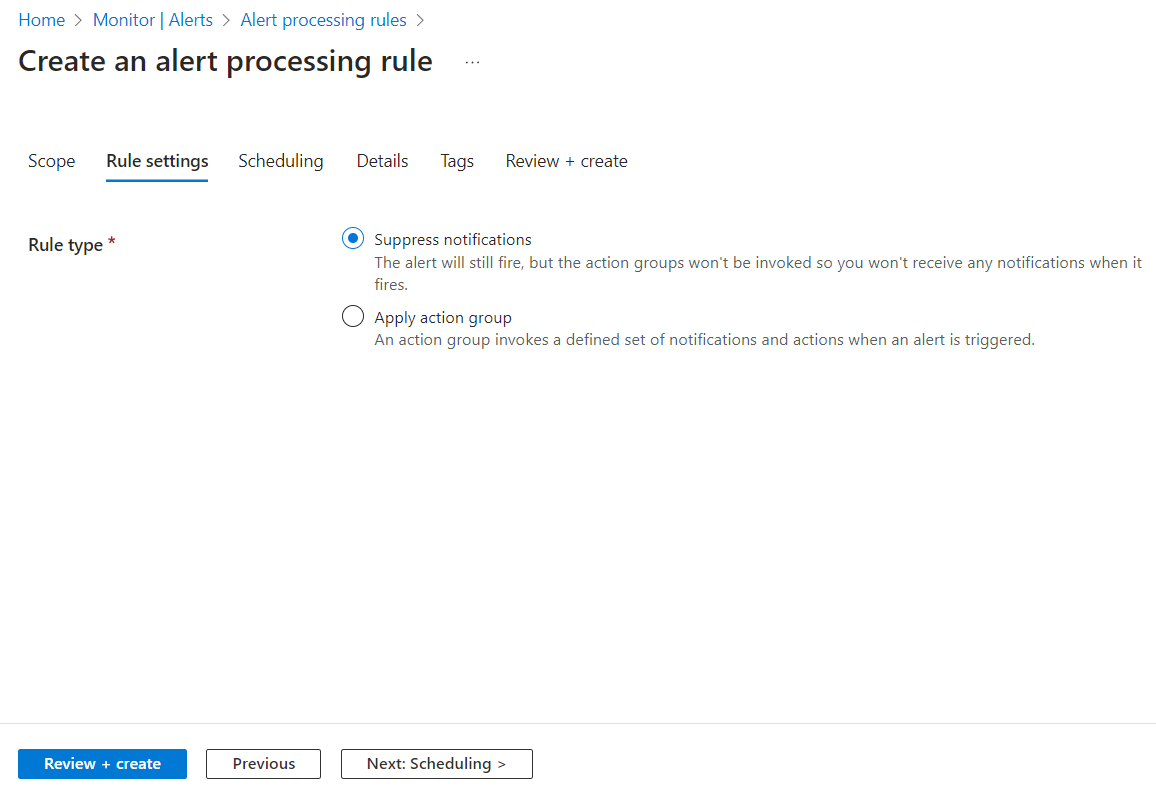 Home > Monitor | Alerts > Alert processing rules >
Create an alert processing rule ...
Scope Rule settings Scheduling Details Tags Review + create
Rule type *
Suppress notifications
The alert will still fire, but the action groups won't be invoked so you won't receive any notifications when it
fires.
Apply action group
An action group invokes a defined set of notifications and actions when an alert is triggered.
Review + create Previous Next: Scheduling >